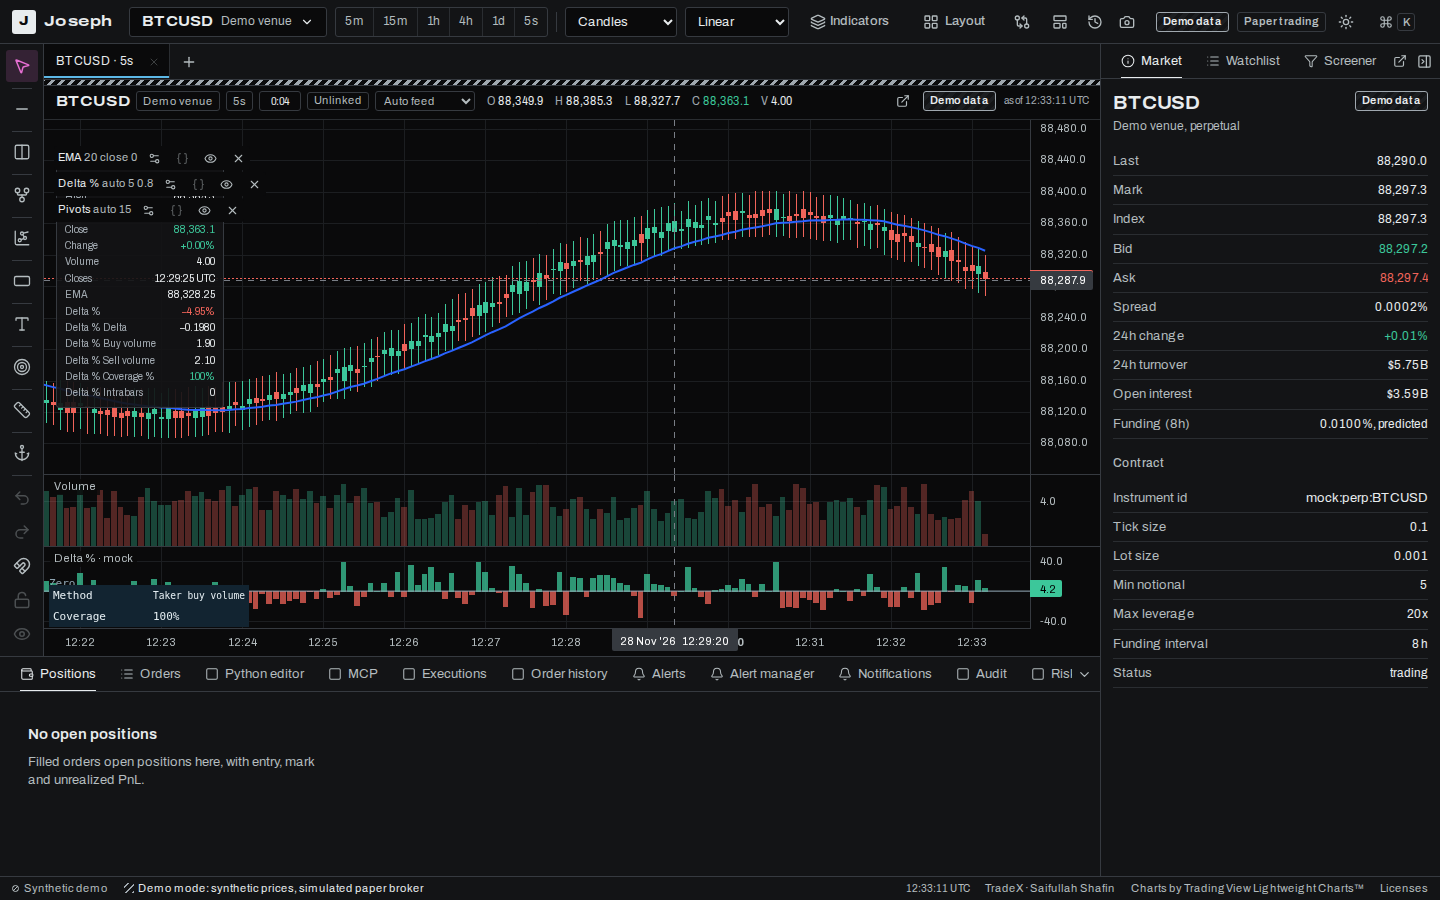 J Joseph BTCUSD Demo venue 5m 15m 1h 4h 1d 5s Candles Linear Indicators Layout Demo data Paper trading ⌘ K
BTCUSD · 5s
BTCUSD Demo venue 5s 0:04 Unlinked Auto feed O 88,349.9 H 88,385.3 L 88,327.7 C 88,363.1 V 4.00 Demo data as of 12:33:11 UTC
EMA 20 close 0 { }
Delta % auto 5 0.8 { }
Pivots auto 15 { }
Close 88,363.1
Change +0.00%
Volume 4.00
Closes 12:29:25 UTC
EMA 88,328.25
Delta % −4.95%
Delta % Delta −0.1980
Delta % Buy volume 1.90
Delta % Sell volume 2.10
Delta % Coverage % 100%
Delta % Intrabars 0
88,480.0
88,440.0
88,400.0
88,360.0
88,320.0
88,287.9
88,240.0
88,200.0
88,160.0
88,120.0
88,080.0
Volume
4.0
Delta % · mock
40.0
Zero
4.2
-40.0
Method Taker buy volume
Coverage 100%
12:22 12:23 12:24 12:25 12:26 12:27 12:28 28 Nov '26 12:29:20 0 12:31 12:32 12:33
Positions Orders Python editor MCP Executions Order history Alerts Alert manager Notifications Audit
No open positions
Filled orders open positions here, with entry, mark
and unrealized PnL.
Market Watchlist Screener
BTCUSD Demo data
Demo venue, perpetual
Last 88,290.0
Mark 88,297.3
Index 88,297.3
Bid 88,297.2
Ask 88,297.4
Spread 0.0002%
24h change +0.01%
24h turnover $5.75B
Open interest $3.59B
Funding (8h) 0.0100%, predicted
Contract
Instrument id mock:perp:BTCUSD
Tick size 0.1
Lot size 0.001
Min notional 5
Max leverage 20x
Funding interval 8h
Status trading
Synthetic demo Demo mode: synthetic prices, simulated paper broker 12:33:11 UTC TradeX · Saifullah Shafin Charts by TradingView Lightweight Charts™ Licenses